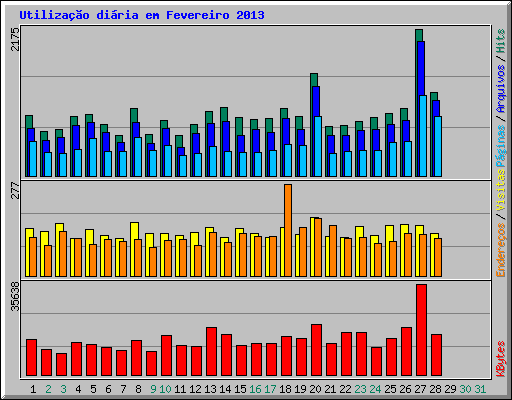 Utilização diária em Fevereiro 2013
2175
Páginas / Arquivos / Hits
277
Endereços / Visitas
35638
KBytes
1 2 3 4 5 6 7 8 9 10 11 12 13 14 15 16 17 18 19 20 21 22 23 24 25 26 27 28 29 30 31